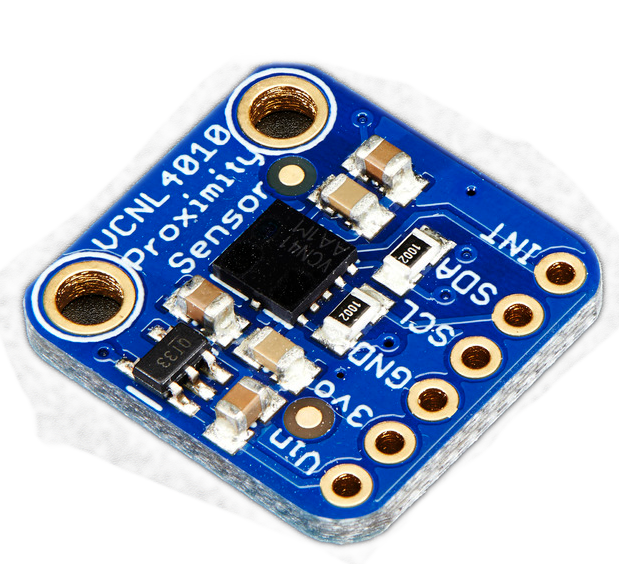 VCNL4010
Proximity
Sensor
INT
SDA
SCL
GND
3vo
Vin
1002
1002